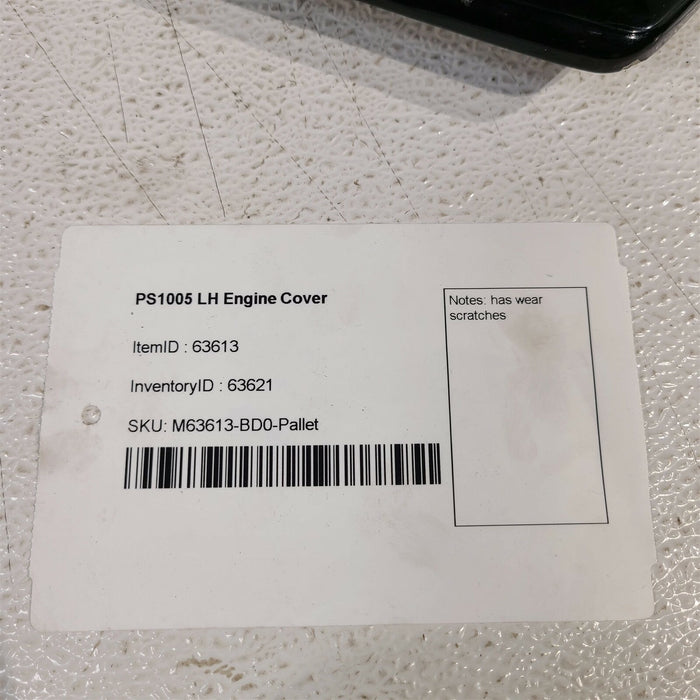 PS1005 LH Engine Cover
ItemID : 63613
InventoryID : 63621
SKU: M63613-BD0-Pallet
Notes: has wear
scratches